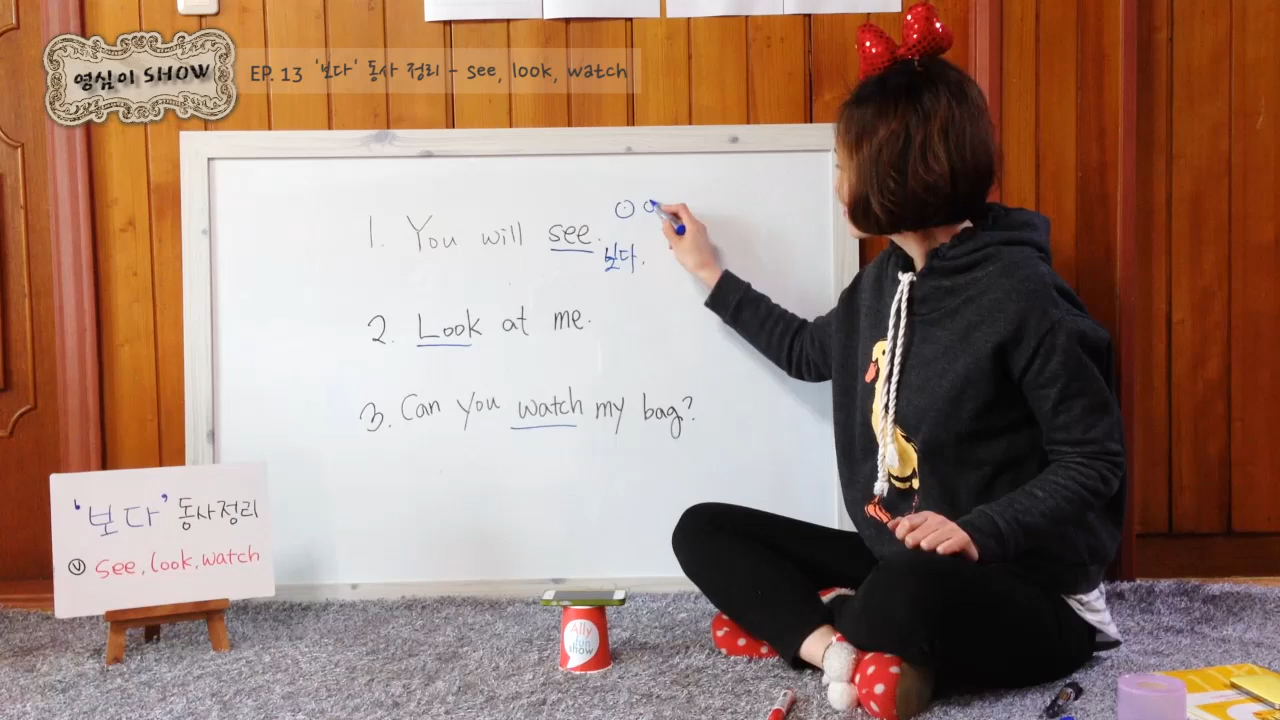 영심이 SHOW
EP. 13 '보다' 동사 정리 - see, look, watch
1. You will see.
보다.
2. Look at me.
3. Can you watch my bag?
'보다' 동사정리
see, look, watch
Ally
fun
show